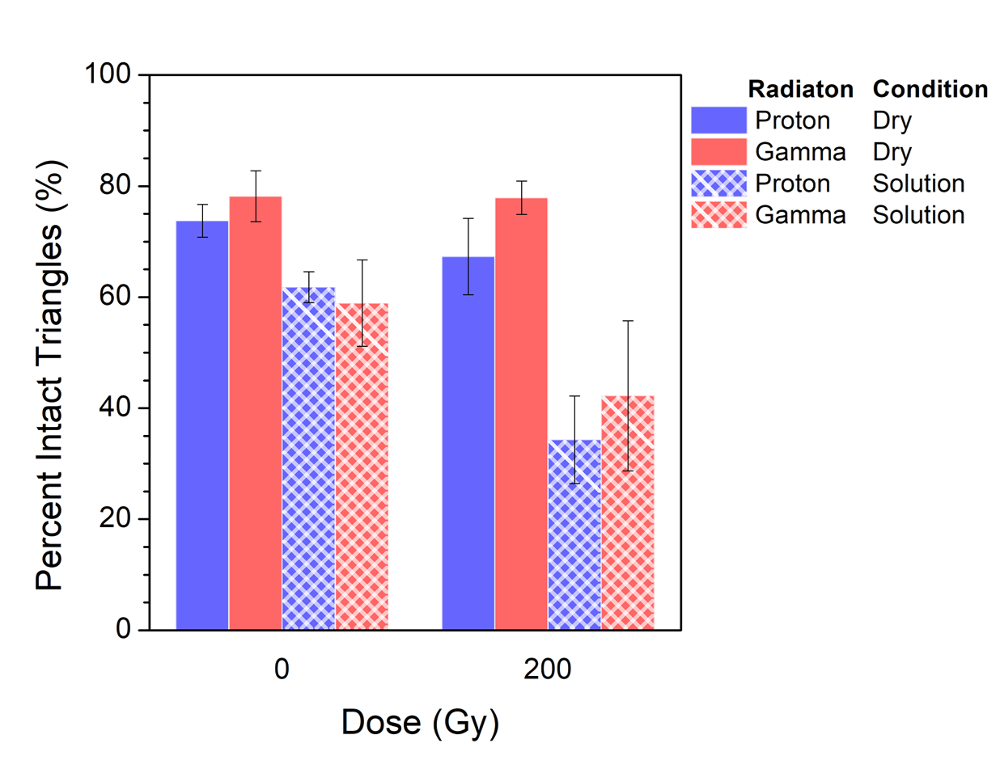 100
80
60
40
20
0
Percent Intact Triangles (%)
0 200
Dose (Gy)
Radiaton Condition
Proton Dry
Gamma Dry
Proton Solution
Gamma Solution